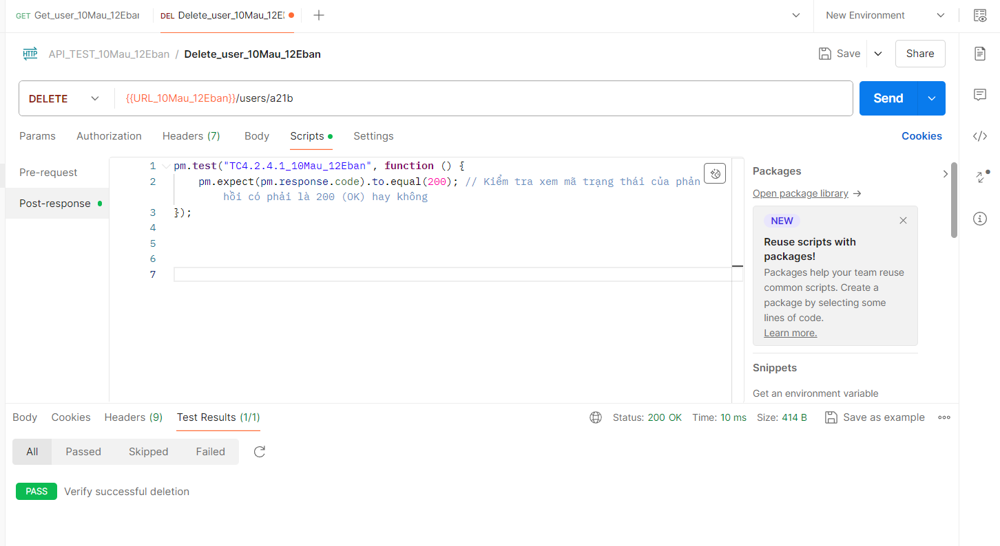 GET Get_user_10Mau_12Eban
DEL Delete_user_10Mau_12E
New Environment
HTTP API_TEST_10Mau_12Eban / Delete_user_10Mau_12Eban
Save
Share
DELETE {{URL_10Mau_12Eban}}/users/a21b
Send
Params Authorization Headers (7) Body Scripts Settings
Cookies
Pre-request
Post-response
1 pm.test("TC4.2.4.1_10Mau_12Eban", function () {
2 pm.expect(pm.response.code).to.equal(200); // Kiểm tra xem mã trạng thái của phản
hồi có phải là 200 (OK) hay không
3 });
4
5
6
7
Packages
Open package library →
NEW
Reuse scripts with
packages!
Packages help your team reuse
common scripts. Create a
package by selecting some
lines of code.
Learn more.
Snippets
Get an environment variable
Body Cookies Headers (9) Test Results (1/1)
Status: 200 OK Time: 10 ms Size: 414 B
Save as example
All Passed Skipped Failed
PASS Verify successful deletion